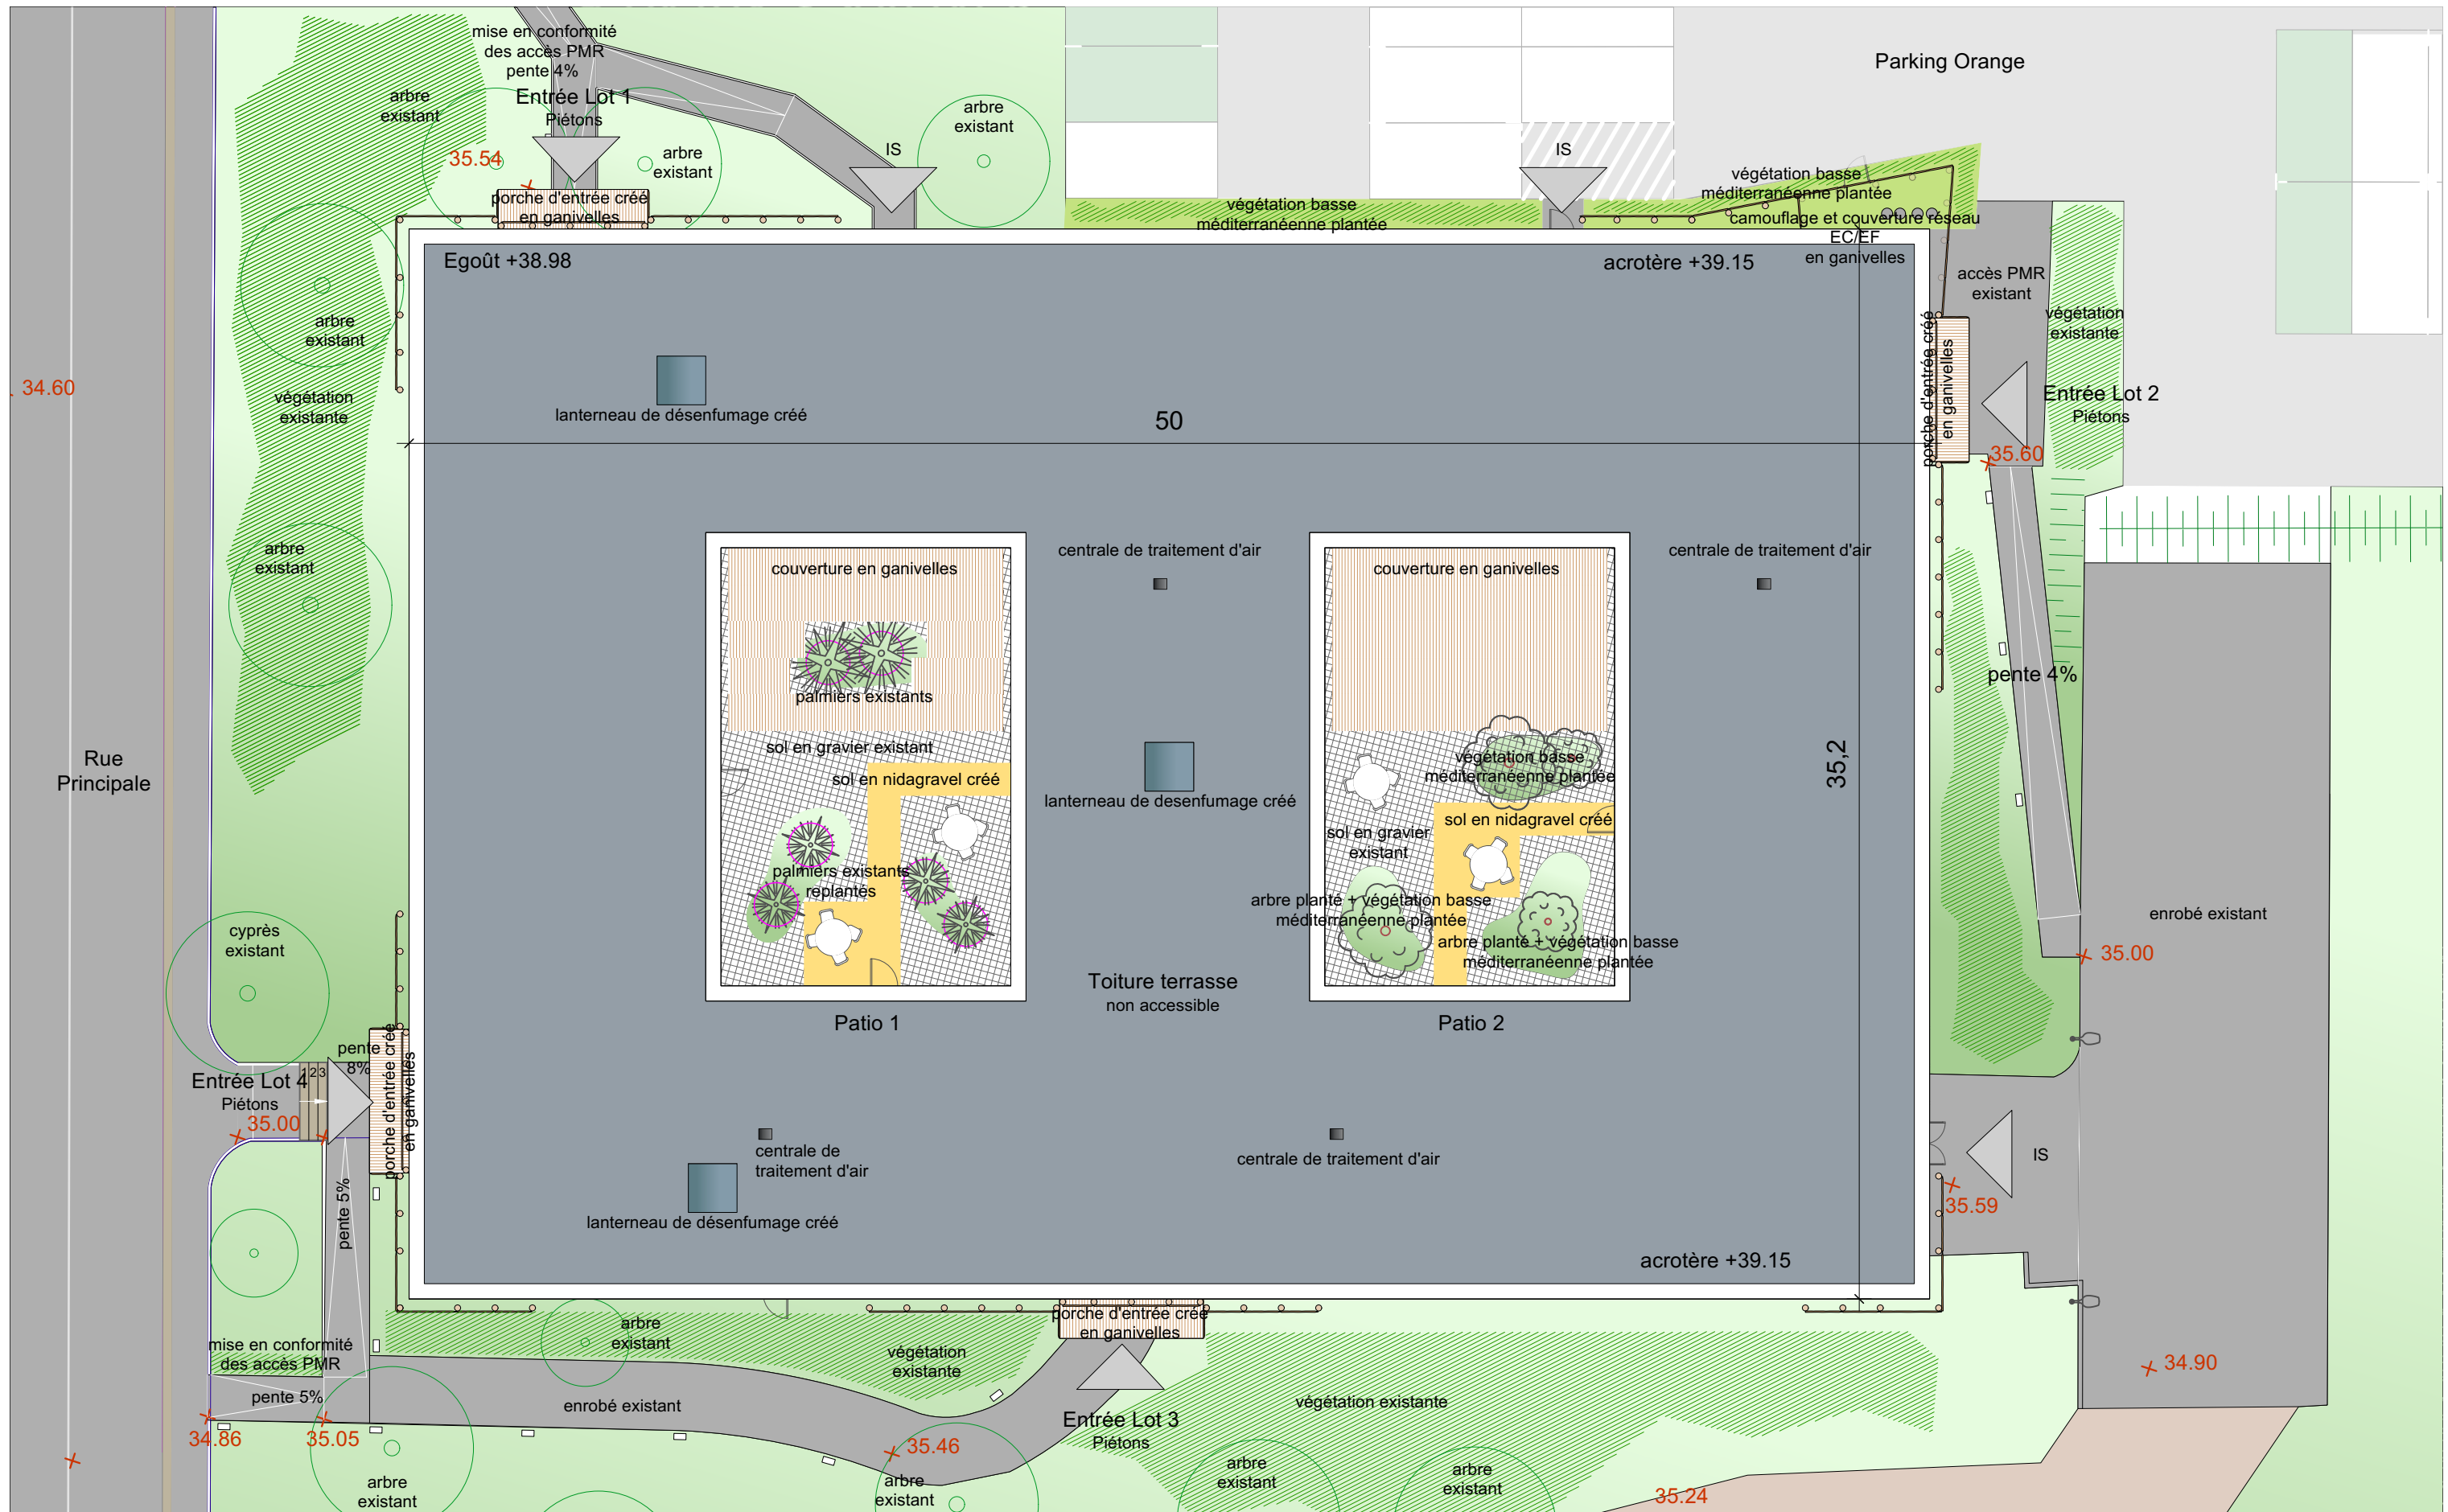 mise en conformité
des accès PMR
pente 4%
Entrée Lot 1
Piétons
arbre
existant
35.54
arbre
existant
IS
arbre
existant
IS
Parking Orange
porche d'entrée créé
en ganivelles
végétation basse
méditerranéenne plantée
végétation basse
méditerranéenne plantée
camouflage et couverture réseau
EC/EF
en ganivelles
Egoût +38.98
acrotère +39.15
accès PMR
existant
végétation
existante
arbre
existant
34.60
végétation
existante
lanterneau de désenfumage créé
50
porche d'entrée créé
en ganivelles
Entrée Lot 2
Piétons
35.60
arbre
existant
centrale de traitement d'air
centrale de traitement d'air
couverture en ganivelles
couverture en ganivelles
palmiers existants
pente 4%
sol en gravier existant
sol en nidagravel créé
Rue
Principale
lanterneau de desenfumage créé
végétation basse
méditerranéenne plantée
35,2
sol en nidagravel créé
sol en gravier
existant
palmiers existants
replantés
arbre planté + végétation basse
méditerranéenne plantée
arbre planté + végétation basse
méditerranéenne plantée
enrobé existant
35.00
cyprès
existant
Toiture terrasse
non accessible
Patio 1
Patio 2
pente
8%
123
Entrée Lot 4
Piétons
35.00
porche d'entrée créé
en ganivelles
centrale de
traitement d'air
centrale de traitement d'air
IS
35.59
pente 5%
lanterneau de désenfumage créé
acrotère +39.15
porche d'entrée créé
en ganivelles
arbre
existant
végétation
existante
mise en conformité
des accès PMR
pente 5%
enrobé existant
34.90
végétation existante
Entrée Lot 3
Piétons
34.86
35.05
35.46
arbre
existant
arbre
existant
arbre
existant
arbre
existant
35.24